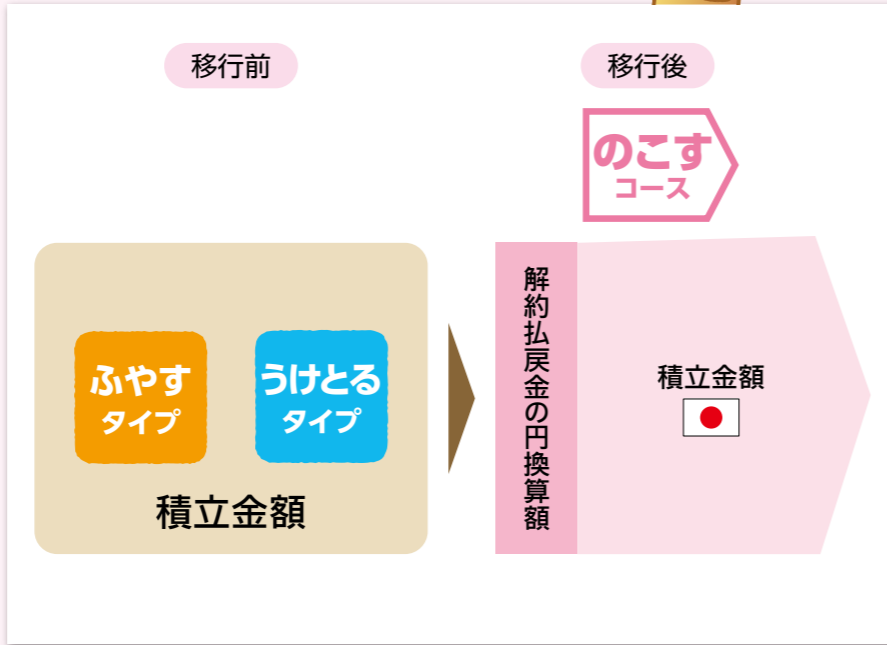 移行前
移行後
のこす
コース
ふやす
タイプ
うけとる
タイプ
積立金額
解約払戻金の円換算額
積立金額